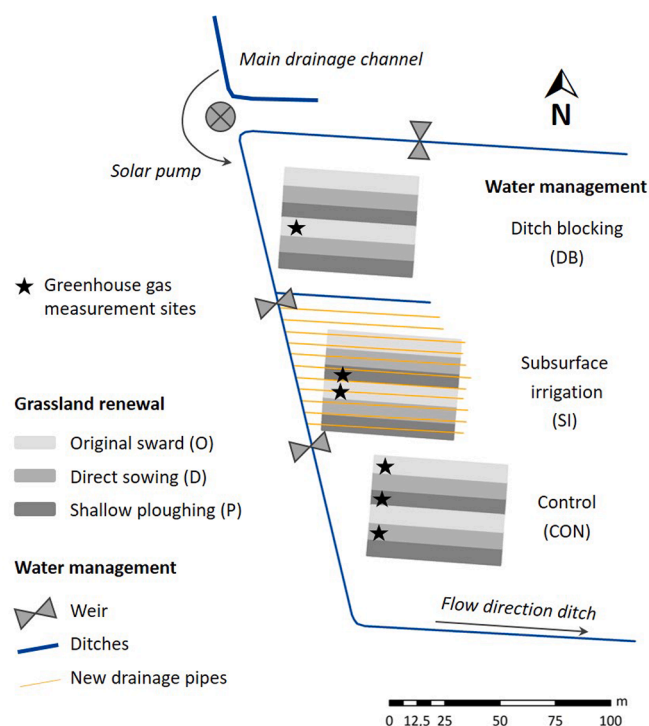 Main drainage channel
N
Solar pump
Water management
Ditch blocking
(DB)
Greenhouse gas
measurement sites
Subsurface
irrigation
(SI)
Grassland renewal
Original sward (O)
Direct sowing (D)
Shallow ploughing (P)
Control
(CON)
Water management
Weir
Ditches
New drainage pipes
Flow direction ditch
m
0 12.5 25 50 75 100